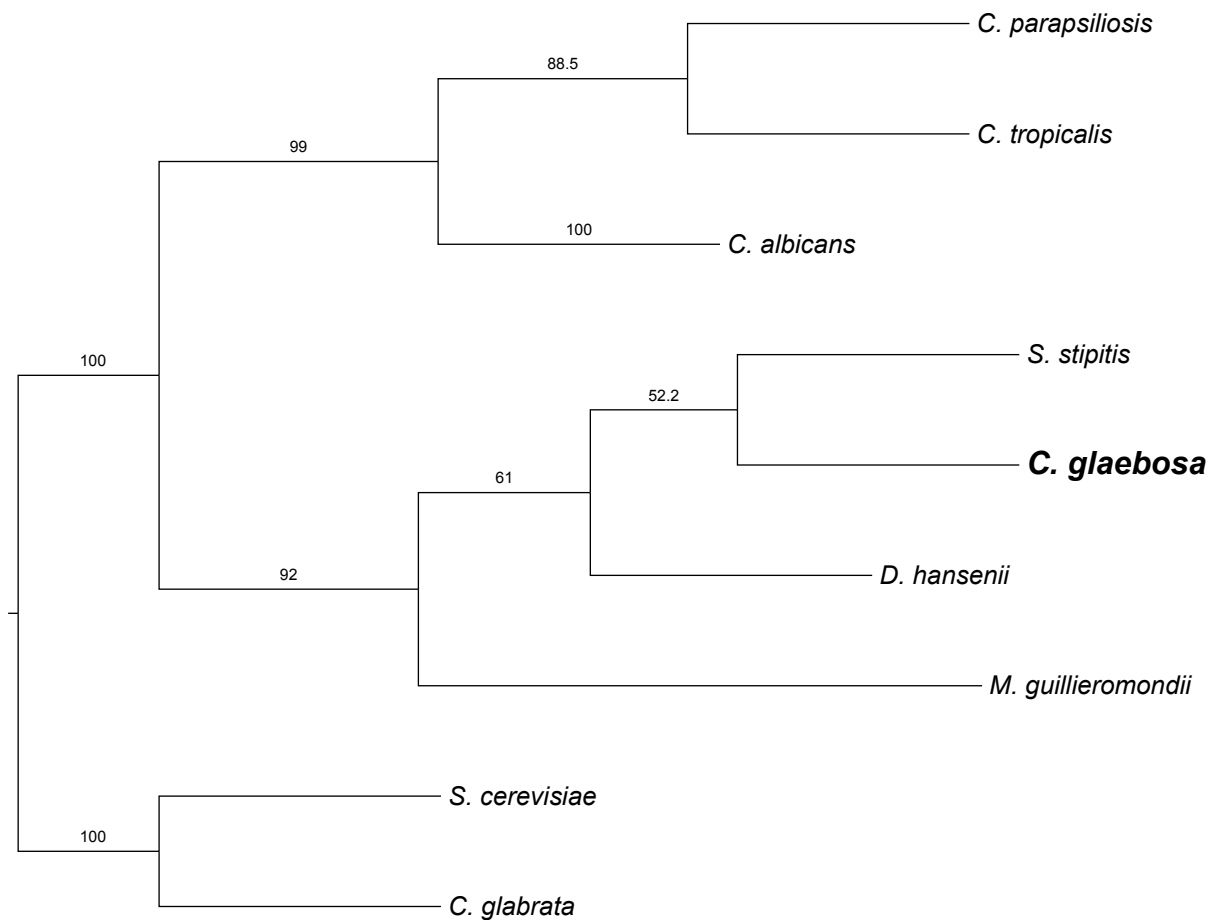 C. parapsiliosis
88.5
C. tropicalis
99
C. albicans
100
S. stipitis
100
52.2
C. glaebosa
61
D. hansenii
92
M. guillieromondii
S. cerevisiae
100
C. glabrata